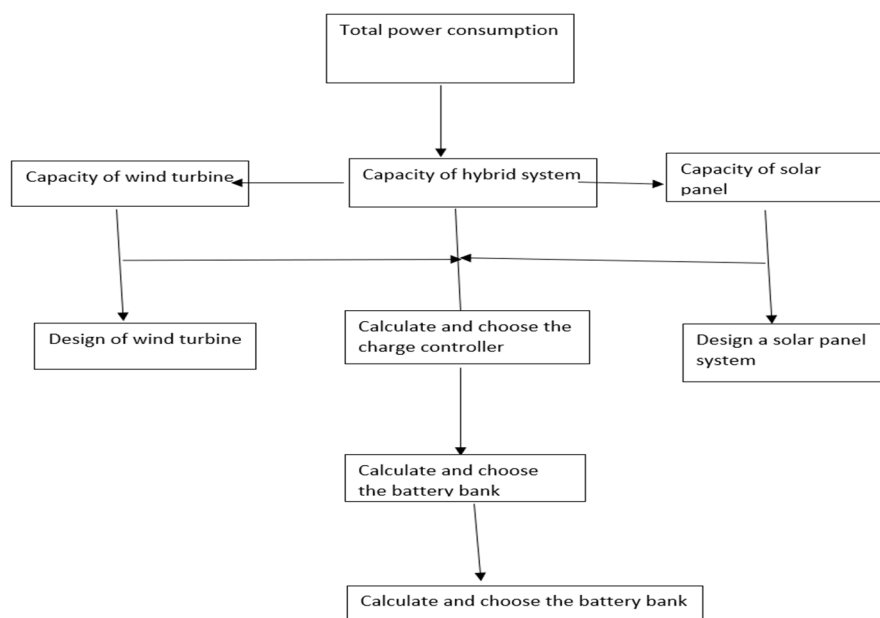 Total power consumption
Capacity of wind turbine
Capacity of hybrid system
Capacity of solar
panel
Design of wind turbine
Calculate and choose the
charge controller
Design a solar panel
system
Calculate and choose
the battery bank
Calculate and choose the battery bank